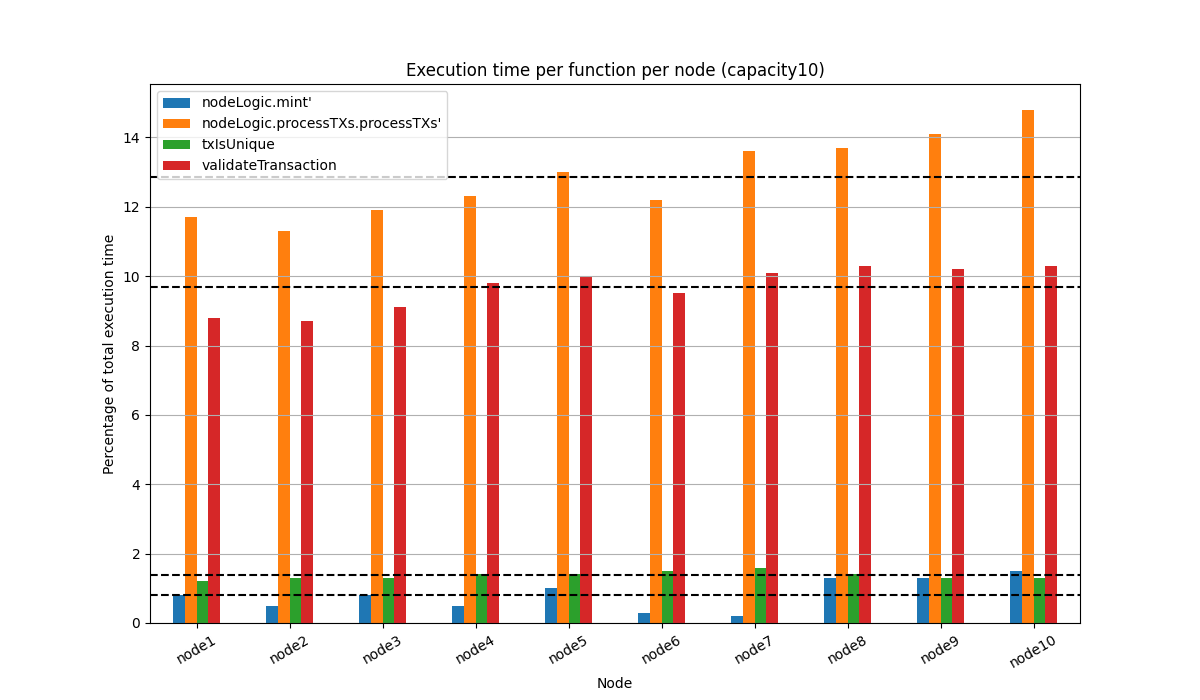 Execution time per function per node (capacity10)
nodeLogic.mint'
nodeLogic.processTXs.processTXs'
txIsUnique
validateTransaction
14
12
10
8
6
4
2
0
Percentage of total execution time
node1 node2 node3 node4 node5 node6 node7 node8 node9 node10
Node